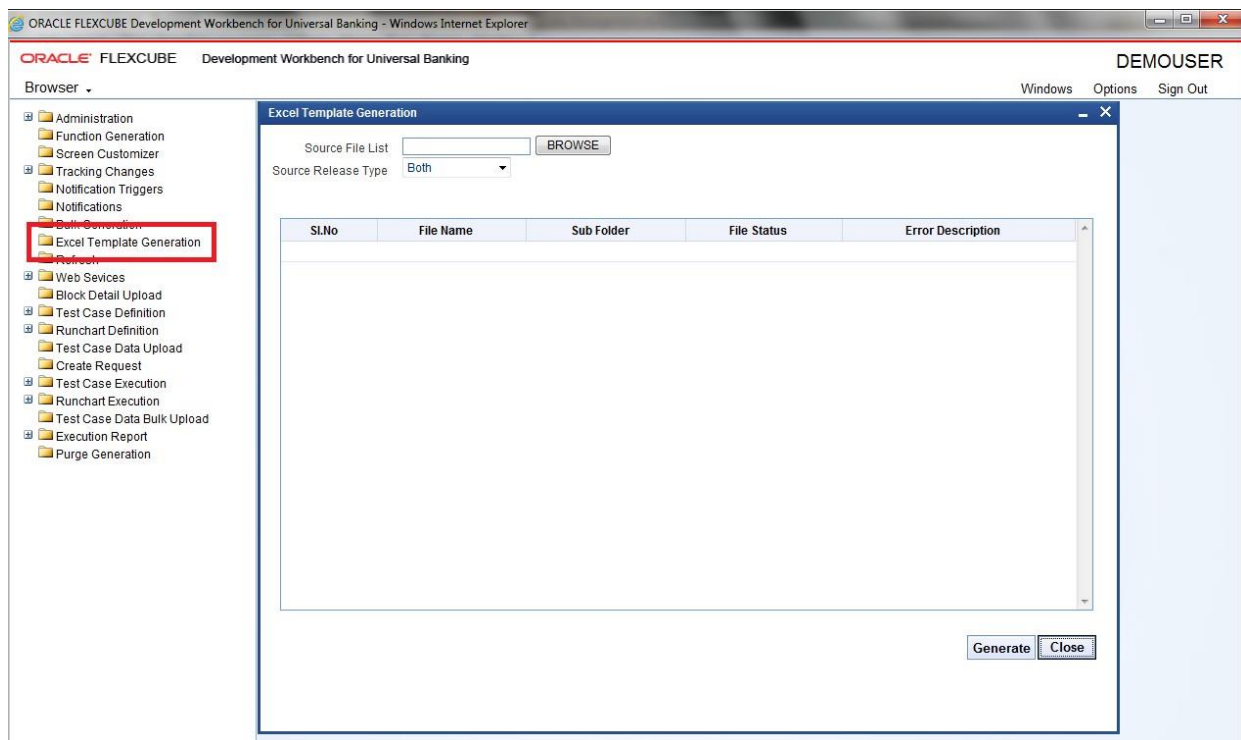 ORACLE FLEXCUBE Development Workbench for Universal Banking - Windows Internet Explorer
ORACLE FLEXCUBE Development Workbench for Universal Banking
DEMOUSER
Browser
Windows Options Sign Out
Administration
Function Generation
Screen Customizer
Tracking Changes
Notification Triggers
Notifications
Bulk Generation
Excel Template Generation
Refresh
Web Sevices
Block Detail Upload
Test Case Definition
Runchart Definition
Test Case Data Upload
Create Request
Test Case Execution
Runchart Execution
Test Case Data Bulk Upload
Execution Report
Purge Generation
Excel Template Generation
Source File List BROWSE
Source Release Type Both
Sl.No File Name Sub Folder File Status Error Description
Generate Close